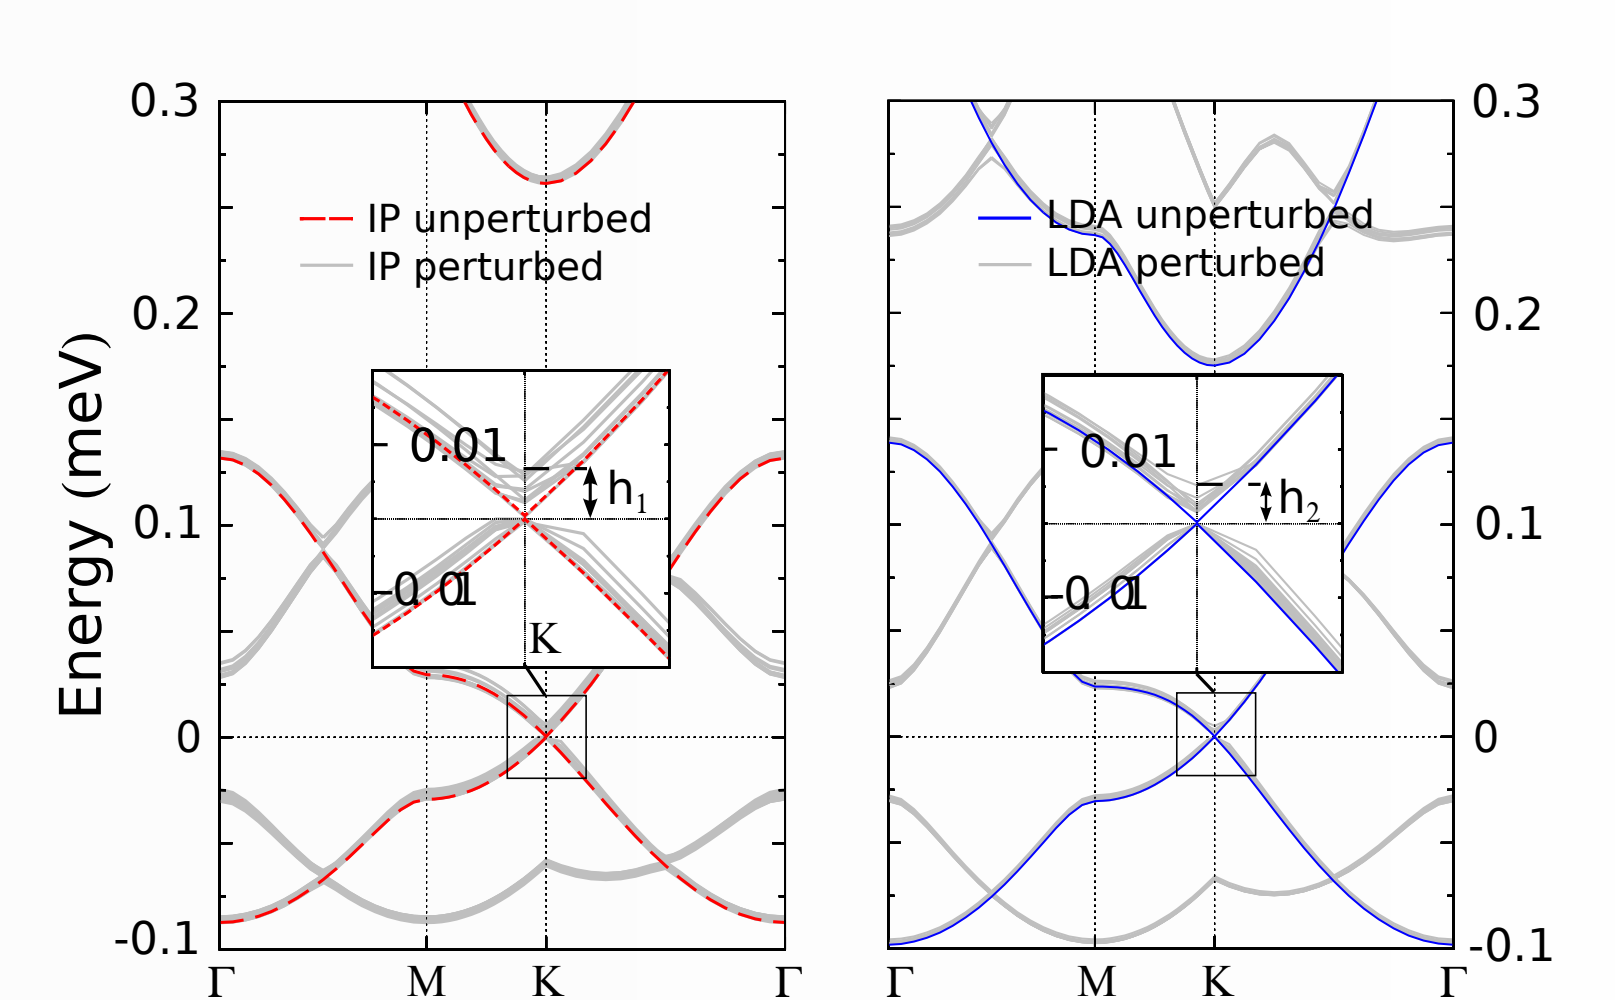 Energy (meV)
0.3
0.2
0.1
0
-0.1
IP unperturbed
IP perturbed
0.01
h1
-0.01
K
Γ M K Γ
LDA unperturbed
LDA perturbed
0.01
h2
-0.01
0.3
0.2
0.1
0
-0.1
Γ M K Γ